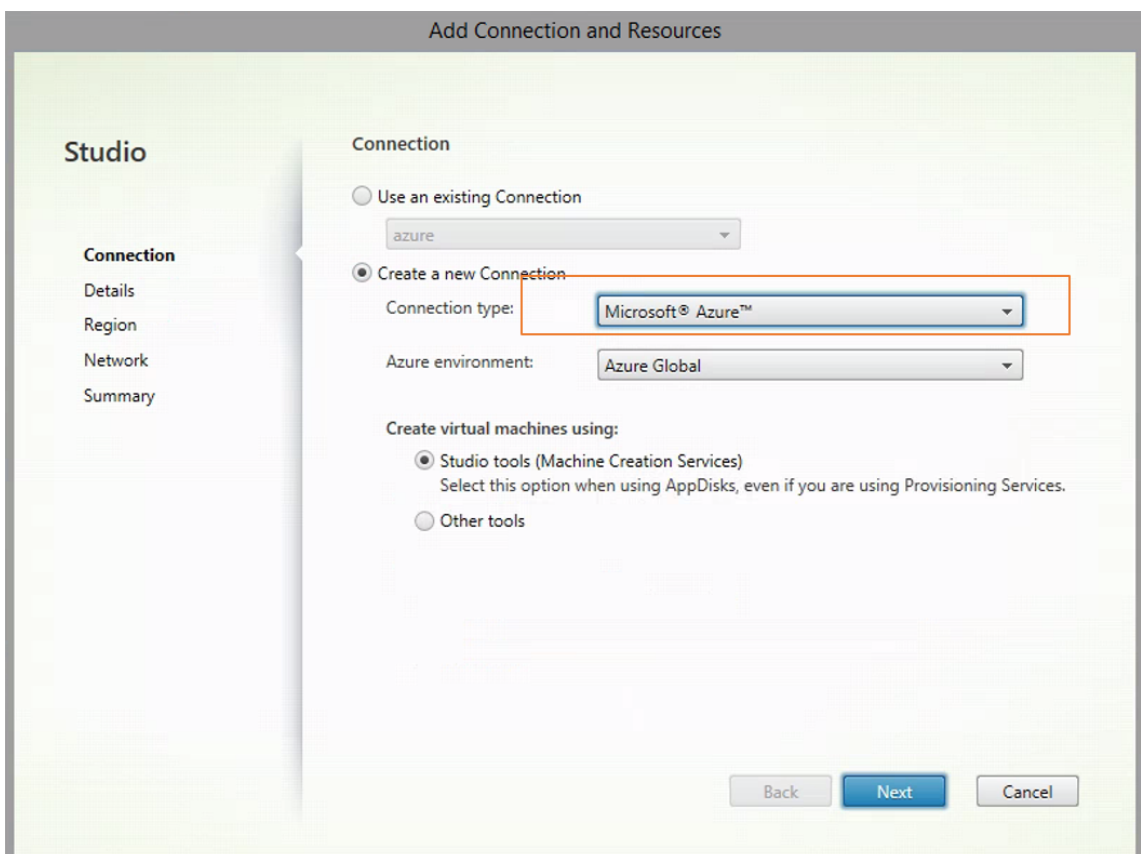 Add Connection and Resources
Studio
Connection
Details
Region
Network
Summary
Connection
Use an existing Connection
azure
Create a new Connection
Connection type:
Microsoft® Azure™
Azure environment:
Azure Global
Create virtual machines using:
Studio tools (Machine Creation Services)
Select this option when using AppDisks, even if you are using Provisioning Services.
Other tools
Back
Next
Cancel